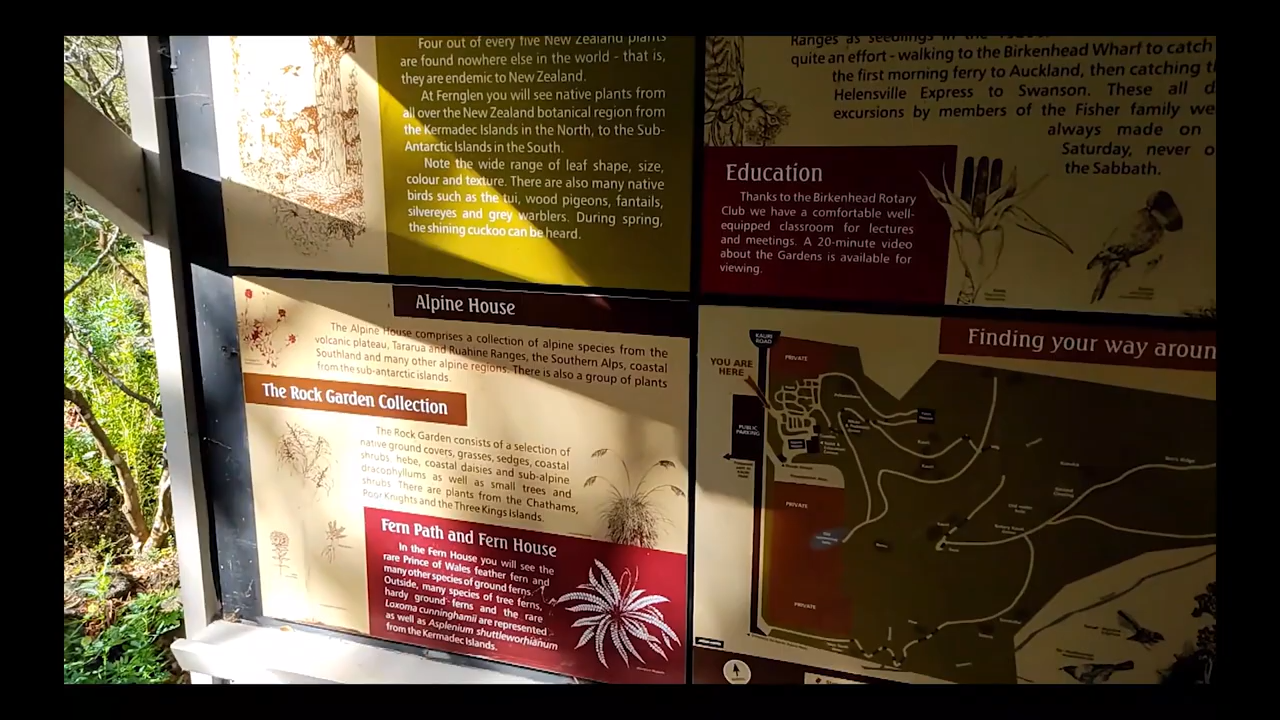 Four out of every five New Zealand plants
are found nowhere else in the world - that is,
they are endemic to New Zealand.
At Fernglen you will see native plants from
all over the New Zealand botanical region from
the Kermadec Islands in the North, to the Sub-
Antarctic Islands in the South.
Note the wide range of leaf shape, size,
colour and texture. There are also many native
birds such as the tui, wood pigeons, fantails,
silvereyes and grey warblers. During spring,
the shining cuckoo can be heard.
Ranges as seedlings in the
quite an effort - walking to the Birkenhead Wharf to catch
the first morning ferry to Auckland, then catching
Helensville Express to Swanson. These all
excursions by members of the Fisher family
always made on
Saturday, never
the Sabbath.
Education
Thanks to the Birkenhead Rotary
Club we have a comfortable well-
equipped classroom for lectures
and meetings. A 20-minute video
about the Gardens is available for
viewing.
Alpine House
The Alpine House comprises a collection of alpine species from the
volcanic plateau, Tararua and Ruahine Ranges, the Southern Alps, coastal
Southland and many other alpine regions. There is also a group of plants
from the sub-antarctic islands.
The Rock Garden Collection
The Rock Garden consists of a selection of
native ground covers, grasses, sedges, coastal
shrubs hebe, coastal daisies and sub-alpine
dracophyllums as well as small trees and
shrubs There are plants from the Chathams,
Poor Knights and the Three Kings Islands.
Fern Path and Fern House
In the Fern House you will see the
rare Prince of Wales feather fern and
many other species of ground ferns.
Outside, many species of tree ferns,
hardy ground ferns and the rare
Loxoma cunninghamii are represented
as well as Asplenium shuttleworhianum
from the Kermadec Islands.
Finding your way aroun
KAURI
ROAD
YOU ARE
HERE
PRIVATE
PUBLIC
PARKING
PRIVATE
PRIVATE